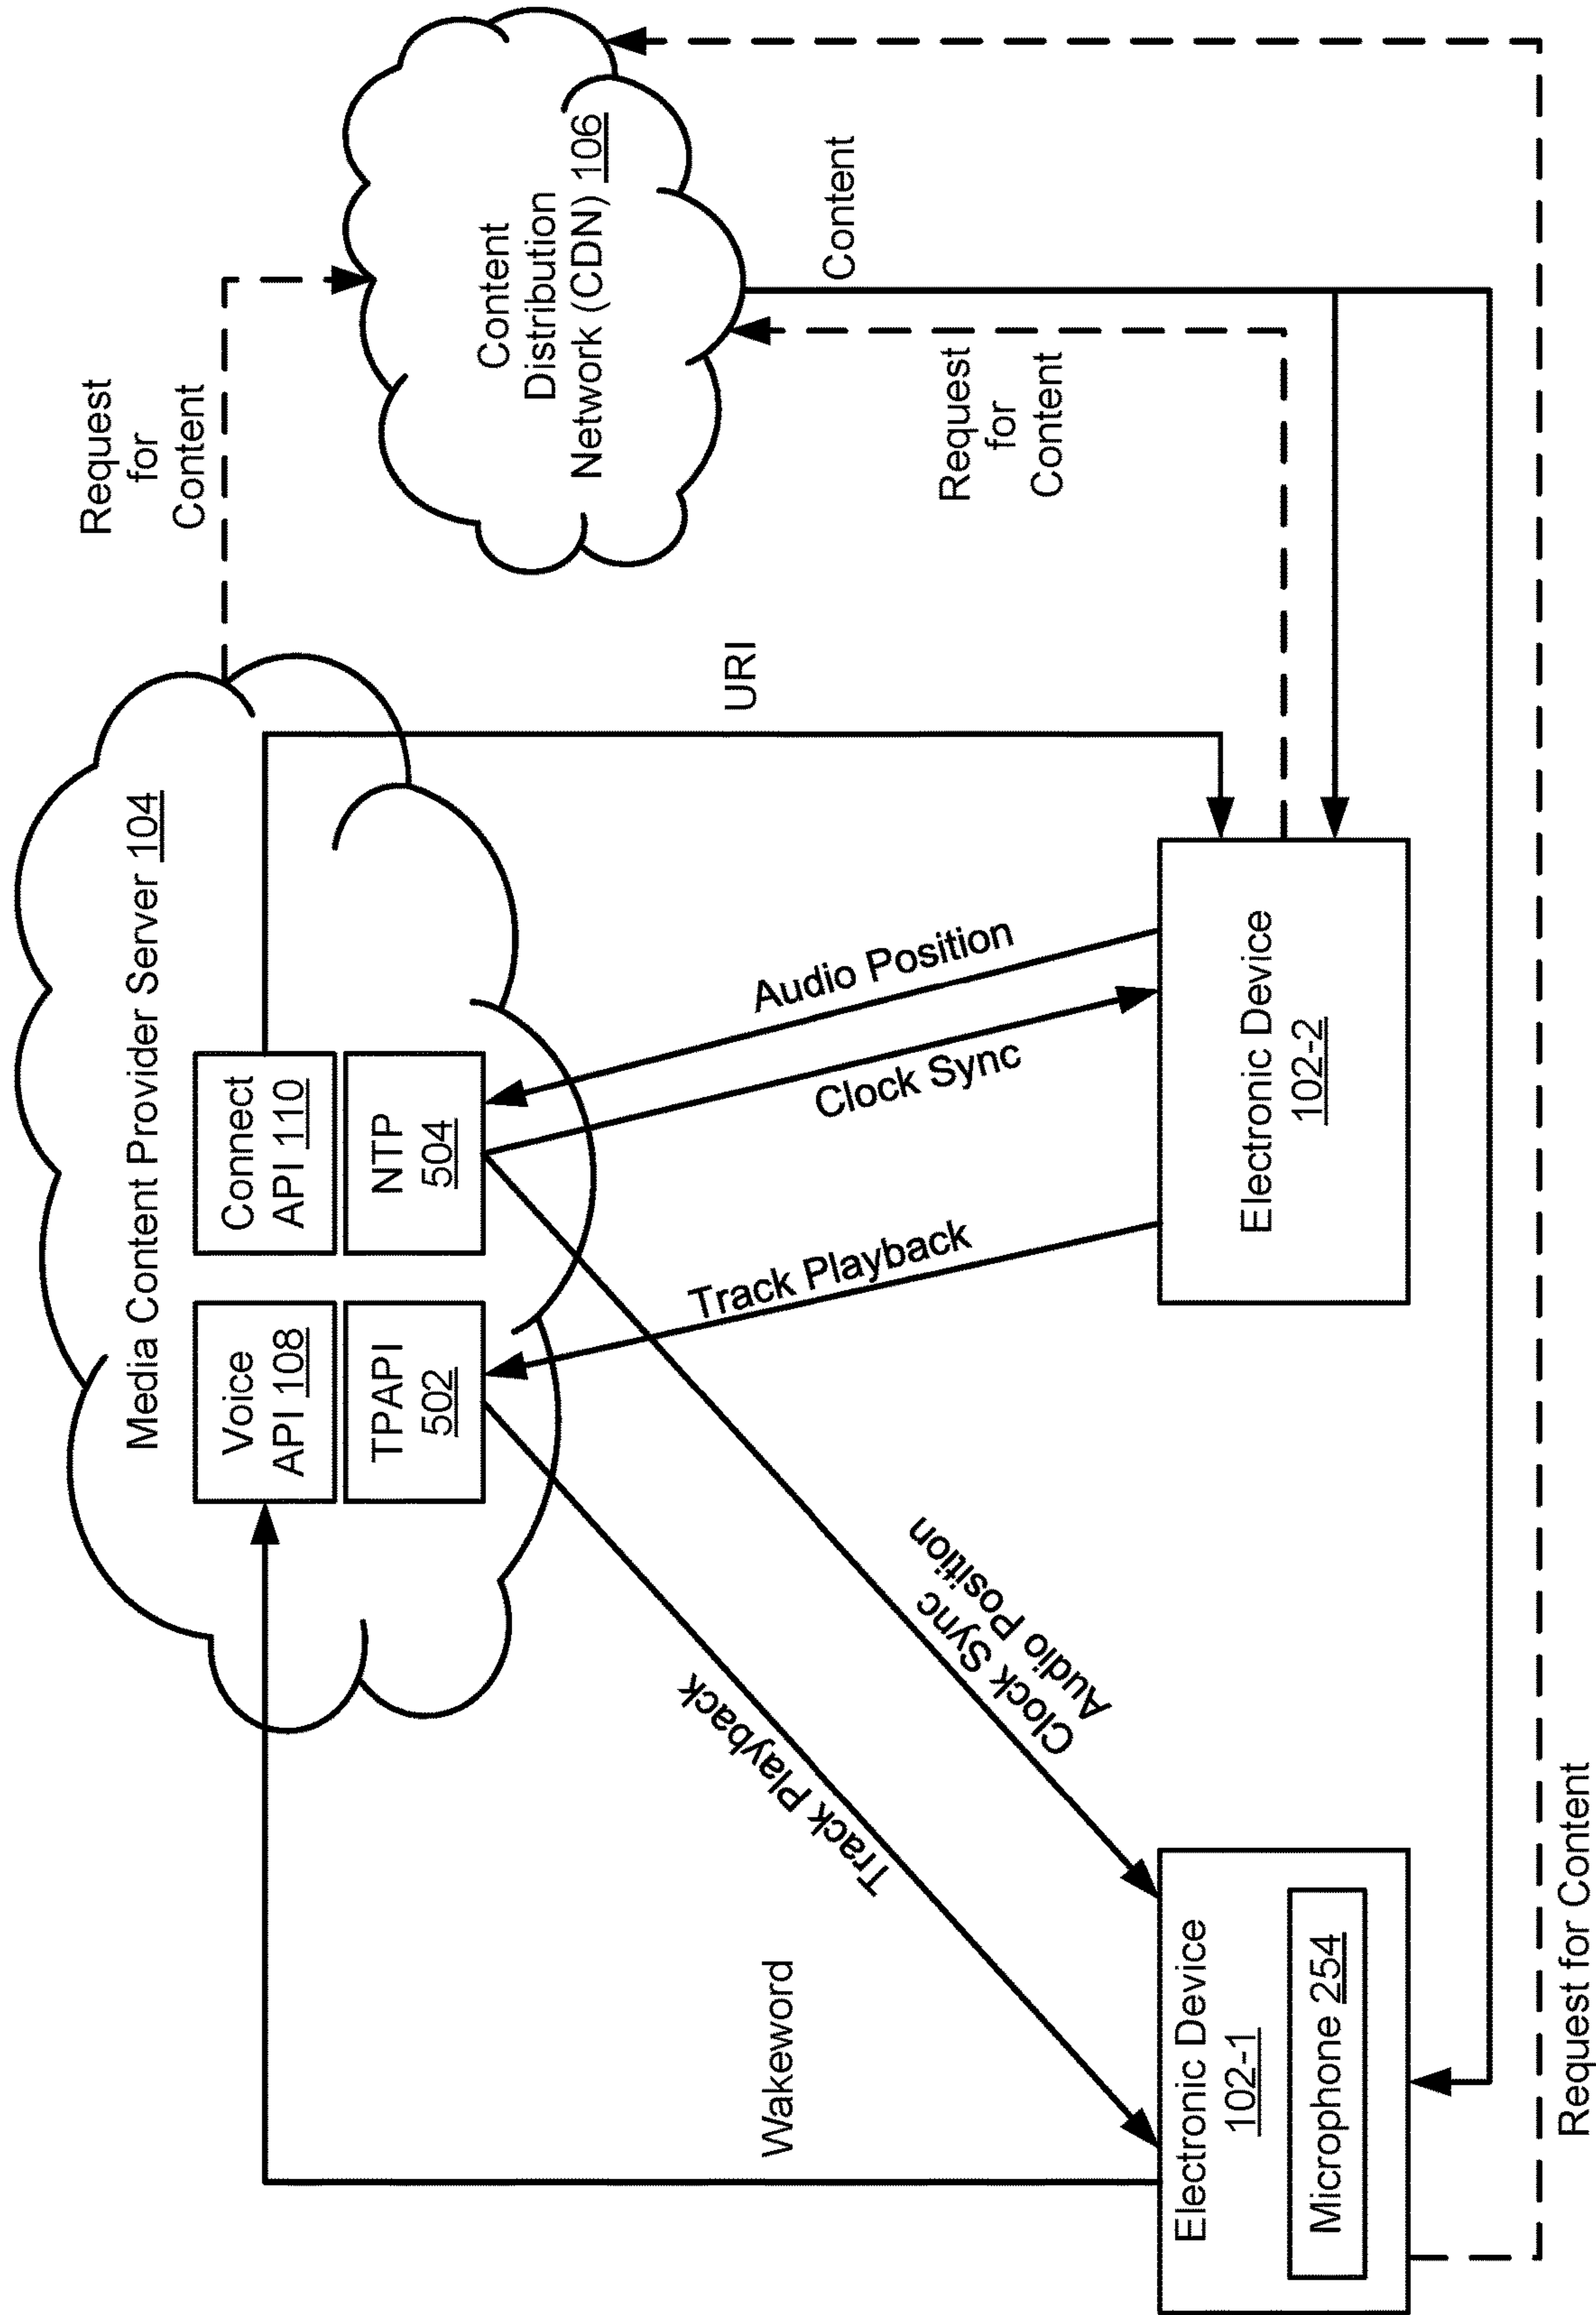 Media Content Provider Server 104
Voice
API 108
Connect
API 110
TPAPI
502
NTP
504
Request
for
Content
Content
Distribution
Network (CDN) 106
Wakeword
Track Playback
Clock Sync
Audio Position
Track Playback
Clock Sync
Audio Position
URI
Request
for
Content
Content
Electronic Device
102-1
Microphone 254
Electronic Device
102-2
Request for Content